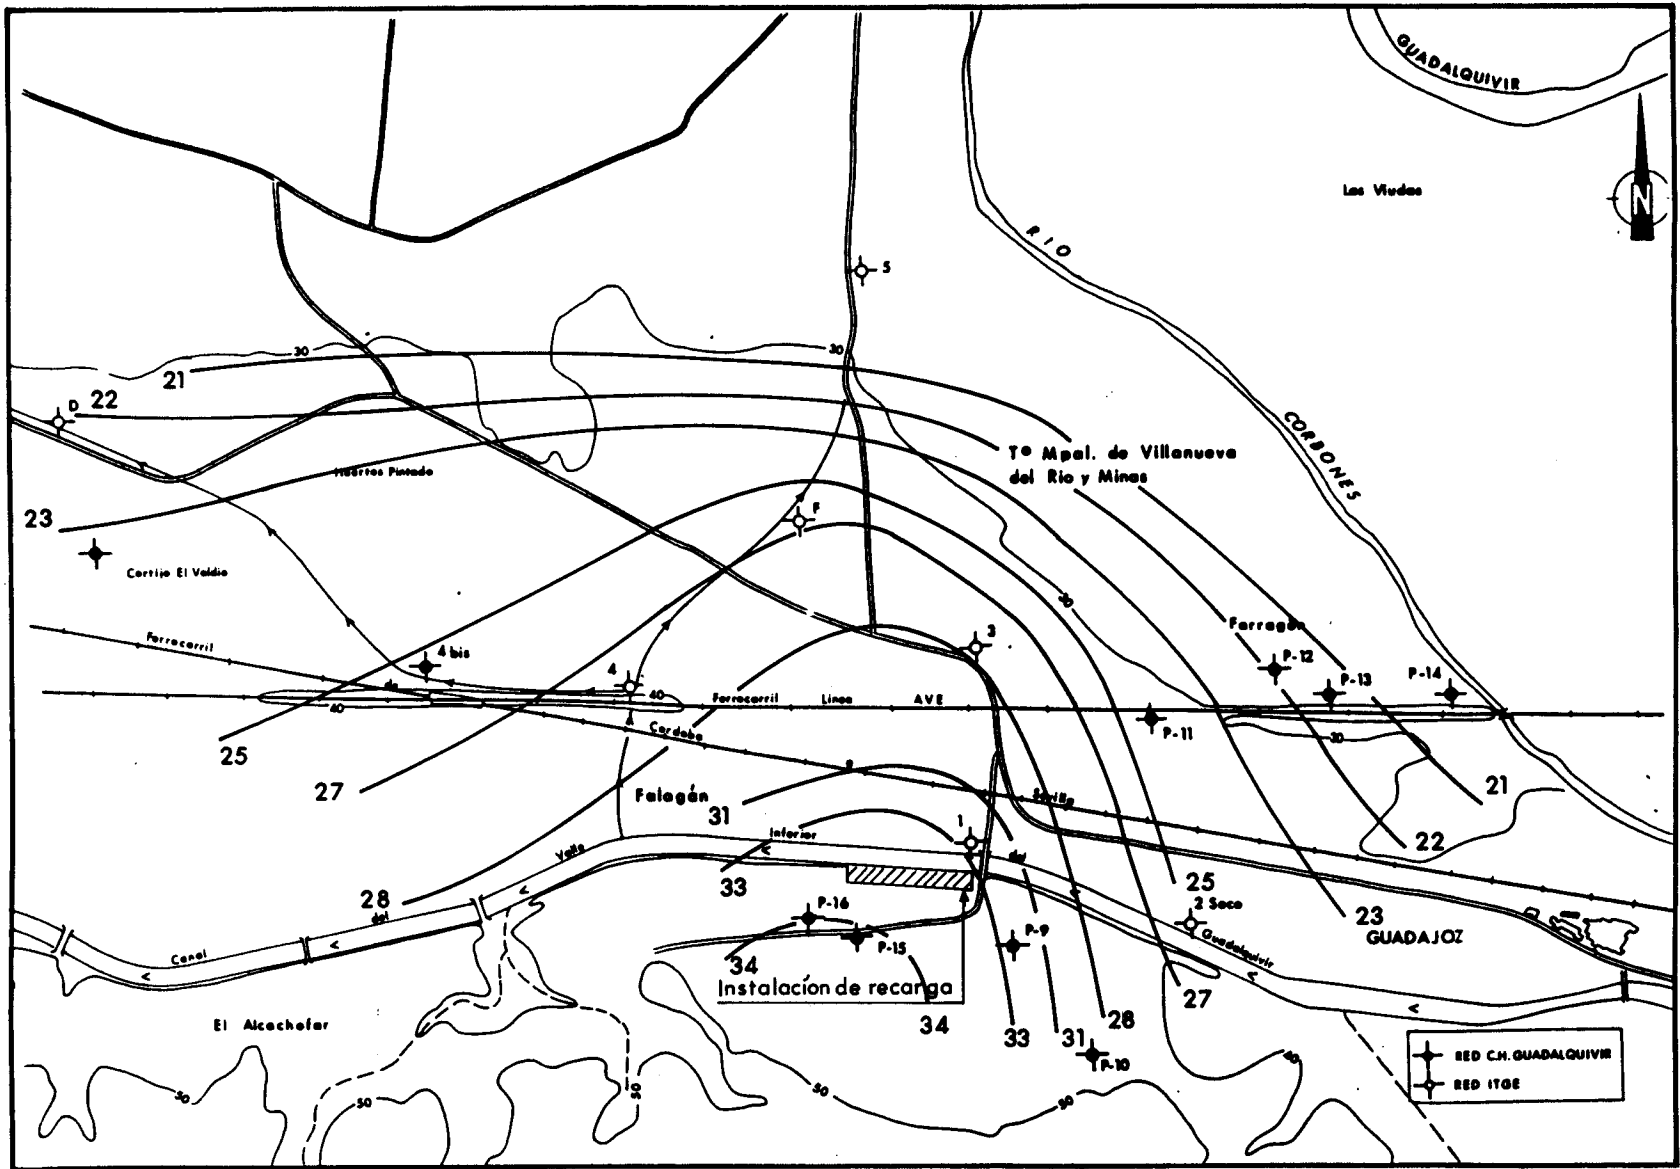 GUADALQUIVIR
Las Viudas
N
RIO
5
30
30
21
D
22
CORBONES
Tº Mpal. de Villanueva
del Rio y Minas
Huertos Pintado
23
F
Cortijo El Valdio
30
Farragón
Ferrocarril
4 bis
3
P-12
4
de
40
P-13
P-14
40
Ferrocarril Linea AVE
P-11
Cordoba
30
25
a
27
Falagán
31
Sevilla
21
1
Inferior
22
Valle
del
33
25
28
del
P-16
2 Seco
23
Canal
P-15
P-9
Guadalquivir
GUADAJOZ
34
Instalación de recarga
27
El Alcachofar
34
33
31
28
P-10
40
RED C.H. GUADALQUIVIR
RED ITGE
50
50
50
50
50